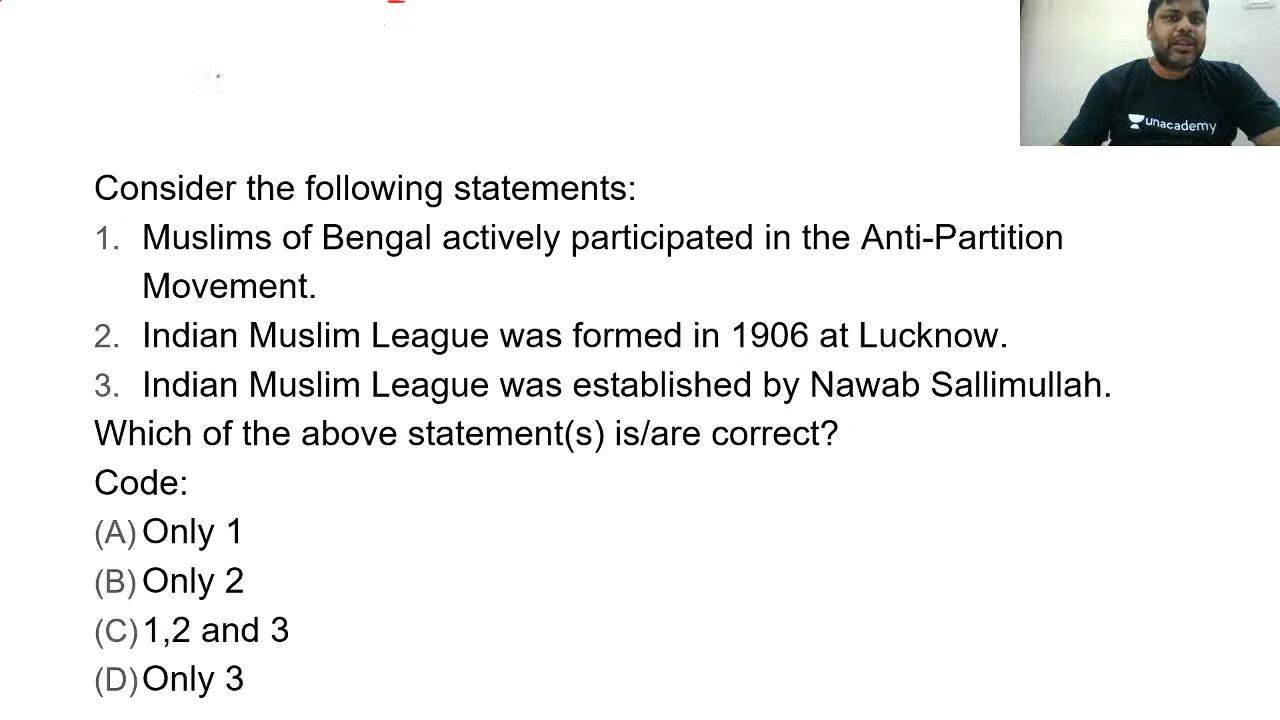 unacademy
Consider the following statements:
1. Muslims of Bengal actively participated in the Anti-Partition
Movement.
2. Indian Muslim League was formed in 1906 at Lucknow.
3. Indian Muslim League was established by Nawab Sallimullah.
Which of the above statement(s) is/are correct?
Code:
(A) Only 1
(B) Only 2
(C) 1,2 and 3
(D) Only 3